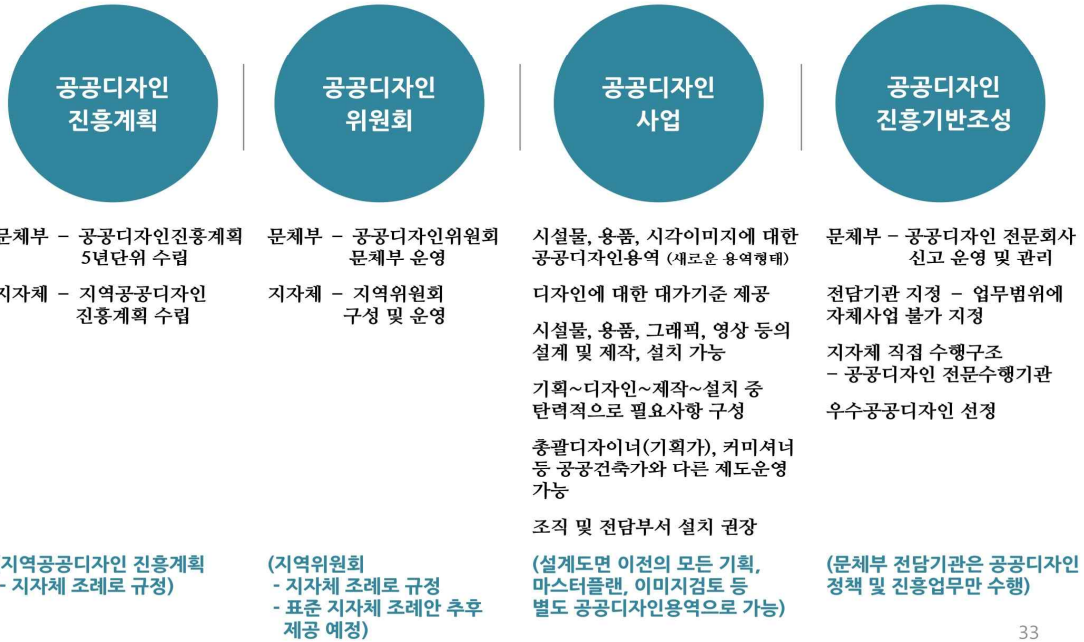 공공디자인
진흥계획
문체부 – 공공디자인진흥계획
5년단위 수립
지자체 – 지역공공디자인
진흥계획 수립
지역공공디자인 진흥계획
- 지자체 조례로 규정)
공공디자인
위원회
문체부 – 공공디자인위원회
문체부 운영
지자체 – 지역위원회
구성 및 운영
(지역위원회
- 지자체 조례로 규정
- 표준 지자체 조례안 추후
제공 예정)
공공디자인
사업
시설물, 용품, 시각이미지에 대한
공공디자인용역 (새로운 용역형태)
디자인에 대한 대가기준 제공
시설물, 용품, 그래픽, 영상 등의
설계 및 제작, 설치 가능
기획~디자인~제작~설치 중
탄력적으로 필요사항 구성
총괄디자이너(기획가), 커미셔너
등 공공건축가와 다른 제도운영
가능
조직 및 전담부서 설치 권장
(설계도면 이전의 모든 기획,
마스터플랜, 이미지검토 등
별도 공공디자인용역으로 가능)
공공디자인
진흥기반조성
문체부 – 공공디자인 전문회사
신고 운영 및 관리
전담기관 지정 – 업무범위에
자체사업 불가 지정
지자체 직접 수행구조
– 공공디자인 전문수행기관
우수공공디자인 선정
(문체부 전담기관은 공공디자인
정책 및 진흥업무만 수행)
33